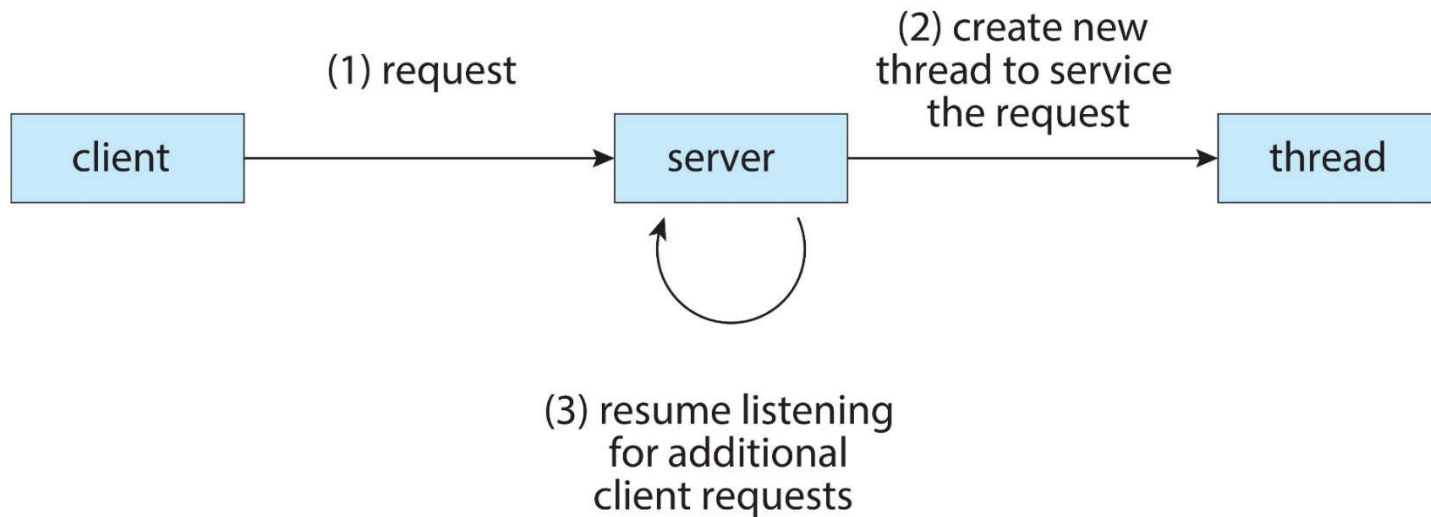 (1) request
(2) create new
thread to service
the request
client
server
thread
(3) resume listening
for additional
client requests